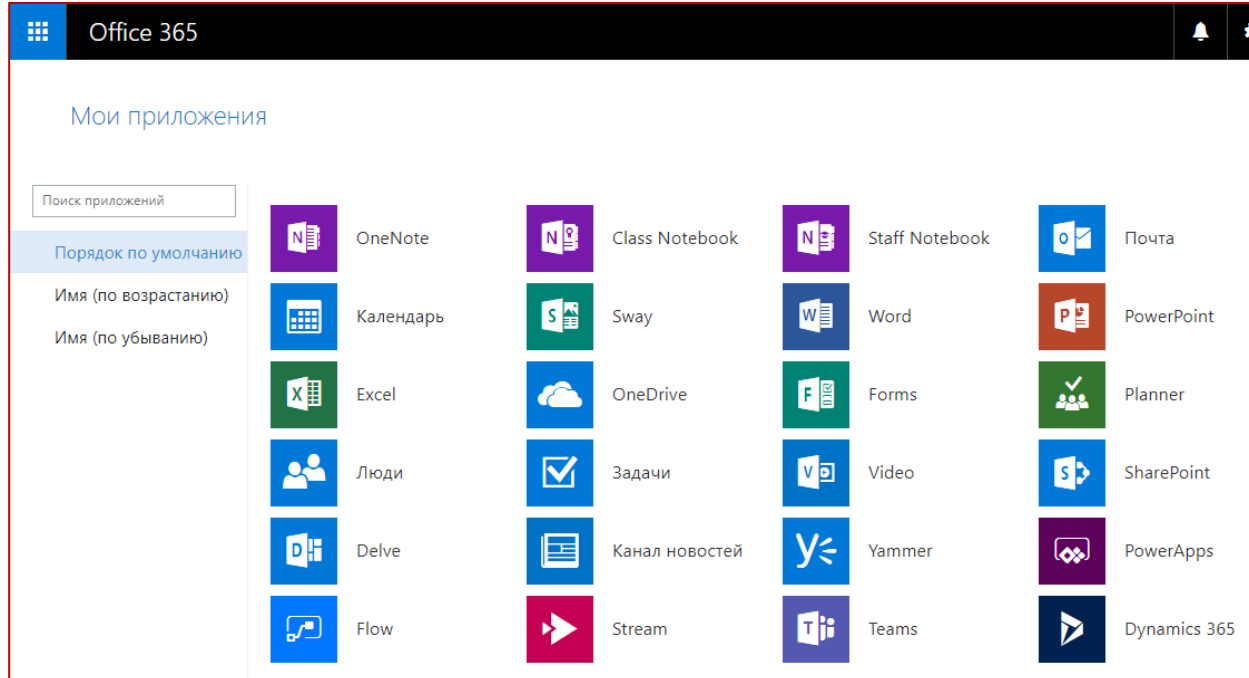 Office 365
Мои приложения
Поиск приложений
Порядок по умолчанию
Имя (по возрастанию)
Имя (по убыванию)
OneNote
Class Notebook
Staff Notebook
Почта
Календарь
Sway
Word
PowerPoint
Excel
OneDrive
Forms
Planner
Люди
Задачи
Video
SharePoint
Delve
Канал новостей
Yammer
PowerApps
Flow
Stream
Teams
Dynamics 365